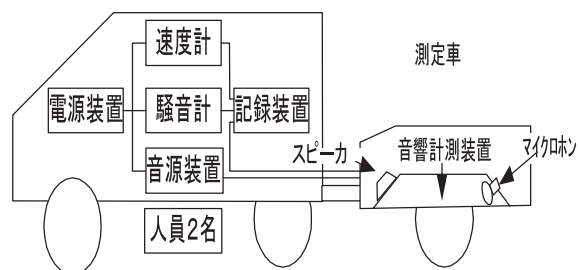 速度計
測定車
電源装置
騒音計
記録装置
スピーカ
音響計測装置
マイクロホン
音源装置
人員2名